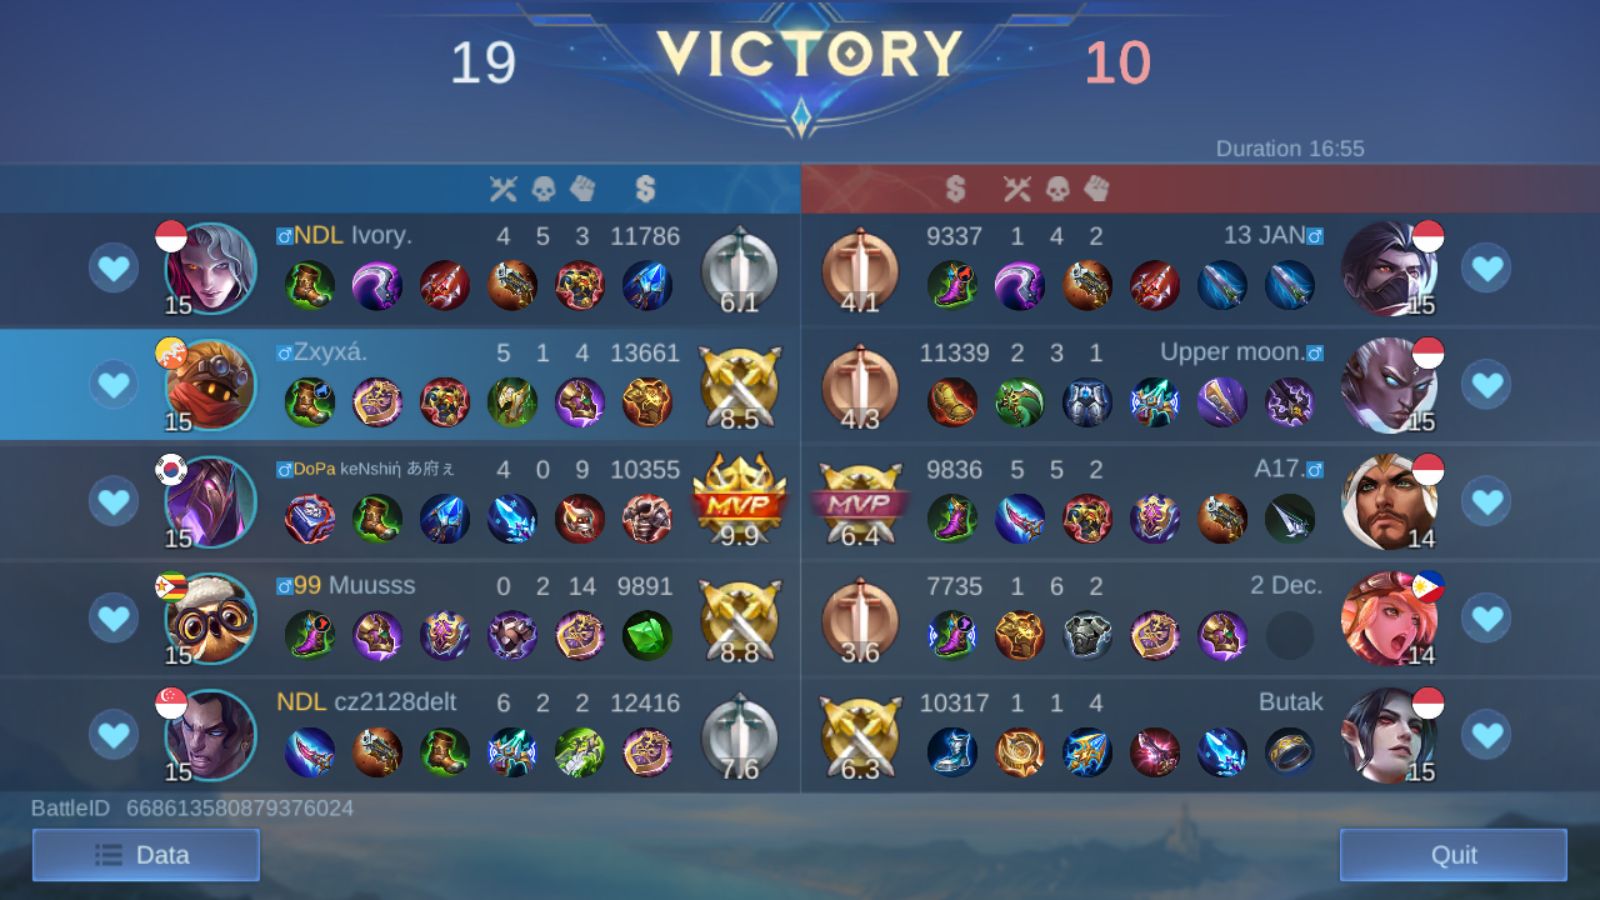 19 VICTORY 10
Duration 16:55
NDL Ivory. 4 5 3 11786
15 6.1
9337 1 4 2 13 JAN
4.1 15
Zxyxá. 5 1 4 13661
15 8.5
11339 2 3 1 Upper moon.
4.3 15
DoPa keNshiή あ府ぇ 4 0 9 10355
MVP
15 9.9
9836 5 5 2 A17.
MVP
6.4 14
99 Muusss 0 2 14 9891
15 8.8
7735 1 6 2 2 Dec.
3.6 14
NDL cz2128delt 6 2 2 12416
15 7.6
10317 1 1 4 Butak
6.3 15
BattleID 668613580879376024
Data
Quit